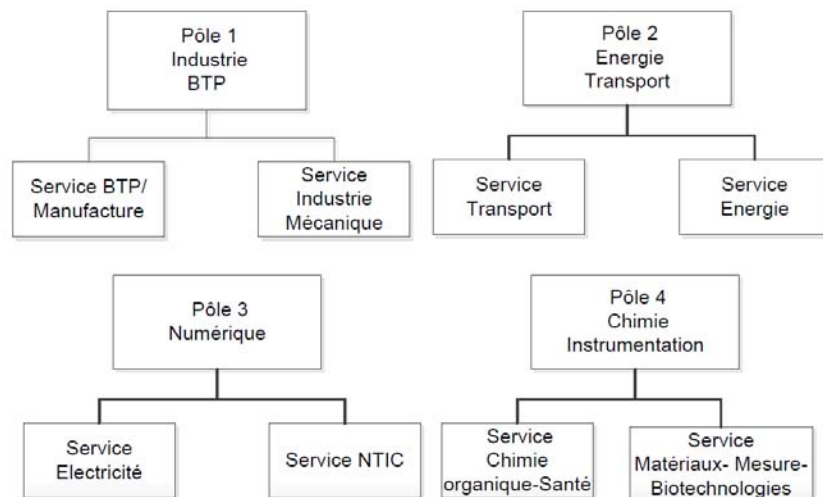 Pôle 1
Industrie
BTP
Pôle 2
Energie
Transport
Service BTP/
Manufacture
Service
Industrie
Mécanique
Service
Transport
Service
Energie
Pôle 3
Numérique
Pôle 4
Chimie
Instrumentation
Service
Electricité
Service NTIC
Service
Chimie
organique-Santé
Service
Matériaux- Mesure-
Biotechnologies